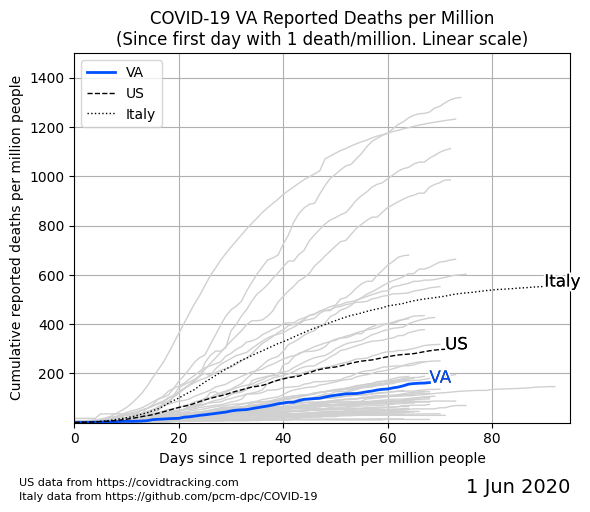 COVID-19 VA Reported Deaths per Million
(Since first day with 1 death/million. Linear scale)
VA
US
Italy
Cumulative reported deaths per million people
1400
1200
1000
800
600
400
200
Italy
US
VA
0 20 40 60 80
Days since 1 reported death per million people
US data from https://covidtracking.com
Italy data from https://github.com/pcm-dpc/COVID-19
1 Jun 2020